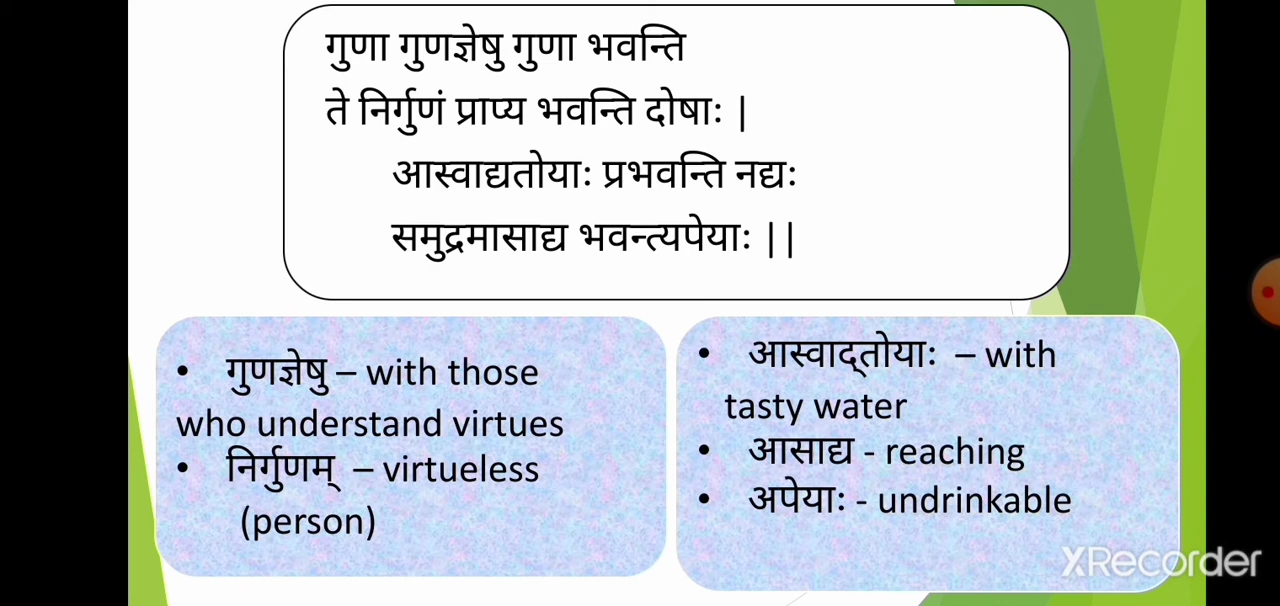 गुणा गुणज्ञेषु गुणा भवन्ति
ते निर्गुणं प्राप्य भवन्ति दोषाः |
आस्वाद्यतोयाः प्रभवन्ति नद्यः
समुद्रमासाद्य भवन्त्यपेयाः ||
• गुणज्ञेषु – with those
who understand virtues
• निर्गुणम् – virtueless
(person)
• आस्वाद्तोयाः – with
tasty water
• आसाद्य - reaching
• अपेयाः - undrinkable
XRecorder